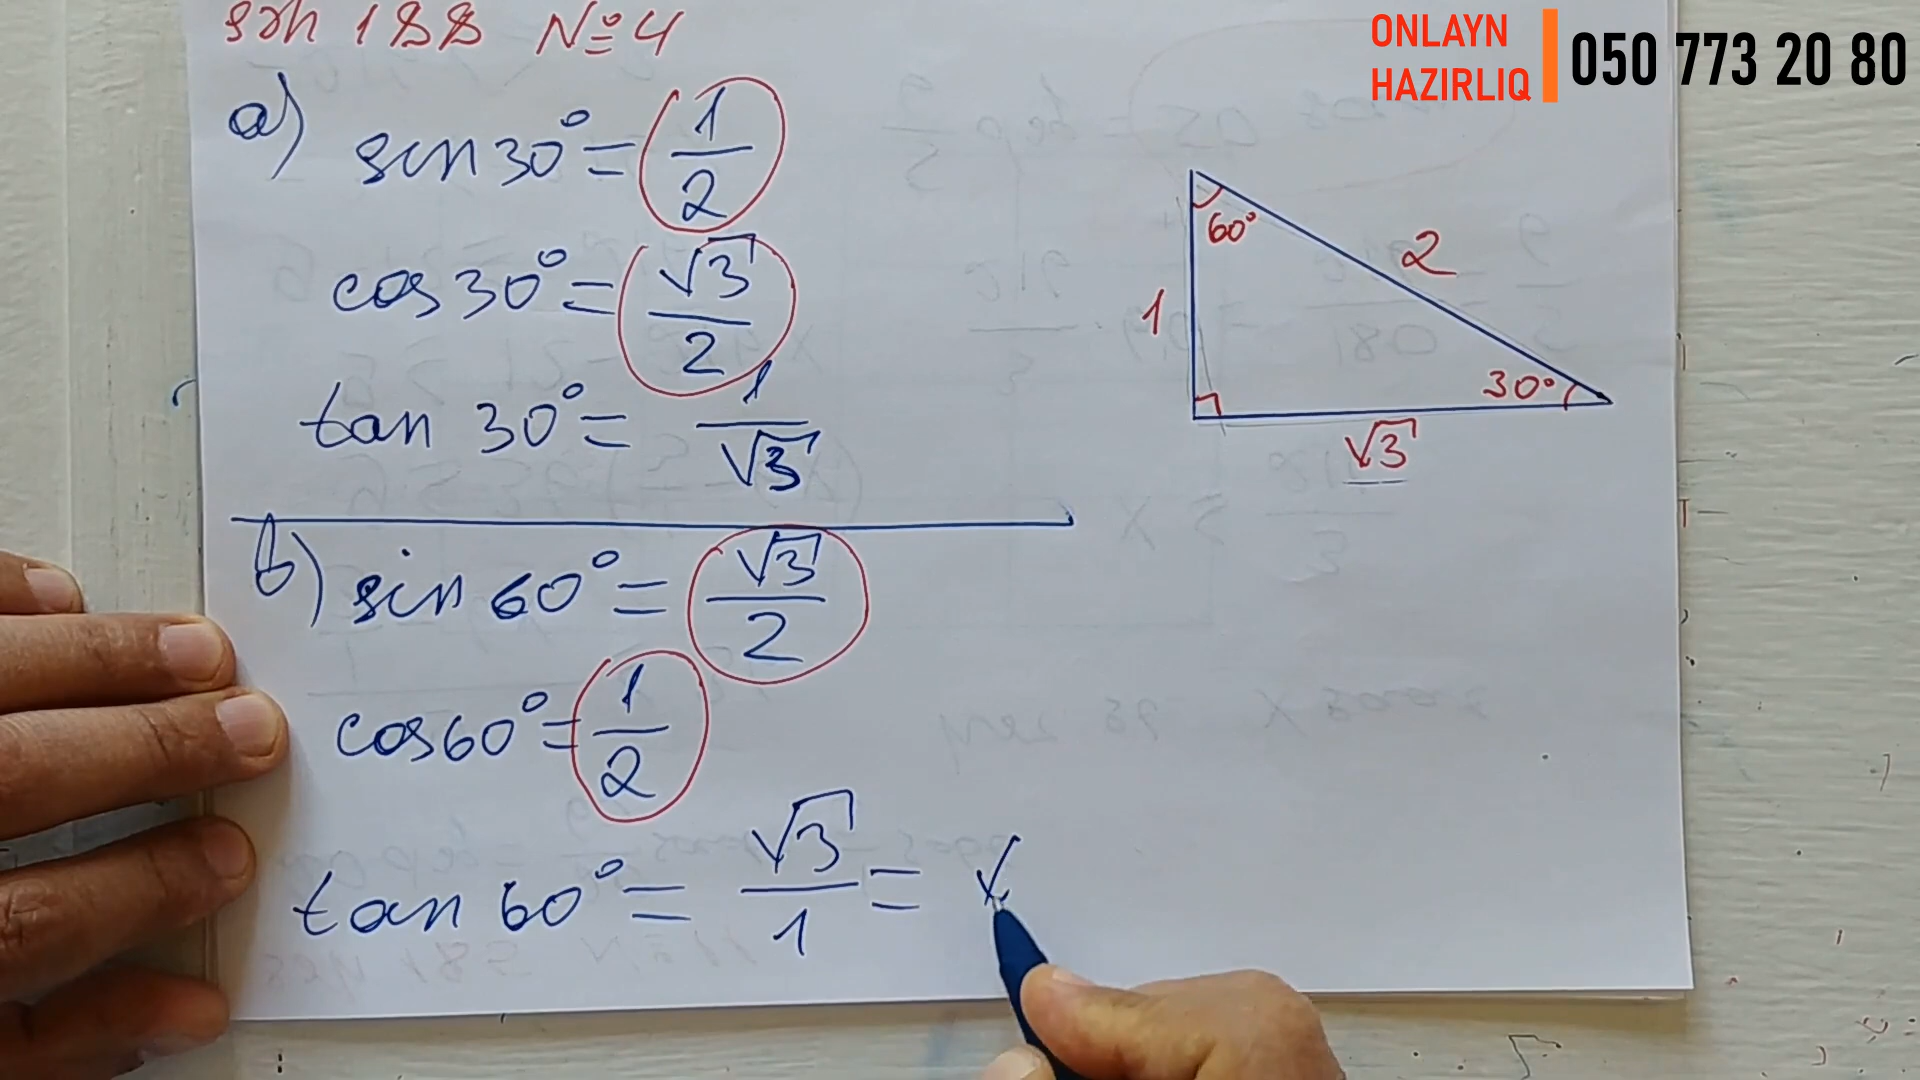 ONLAYN
HAZIRLIQ
050 773 20 80
səh 188 №4
a) sin 30° = 1/2
cos 30° = √3/2
tan 30° = 1/√3
b) sin 60° = √3/2
cos 60° = 1/2
tan 60° = √3/1 = √
60°
2
1
30°
√3